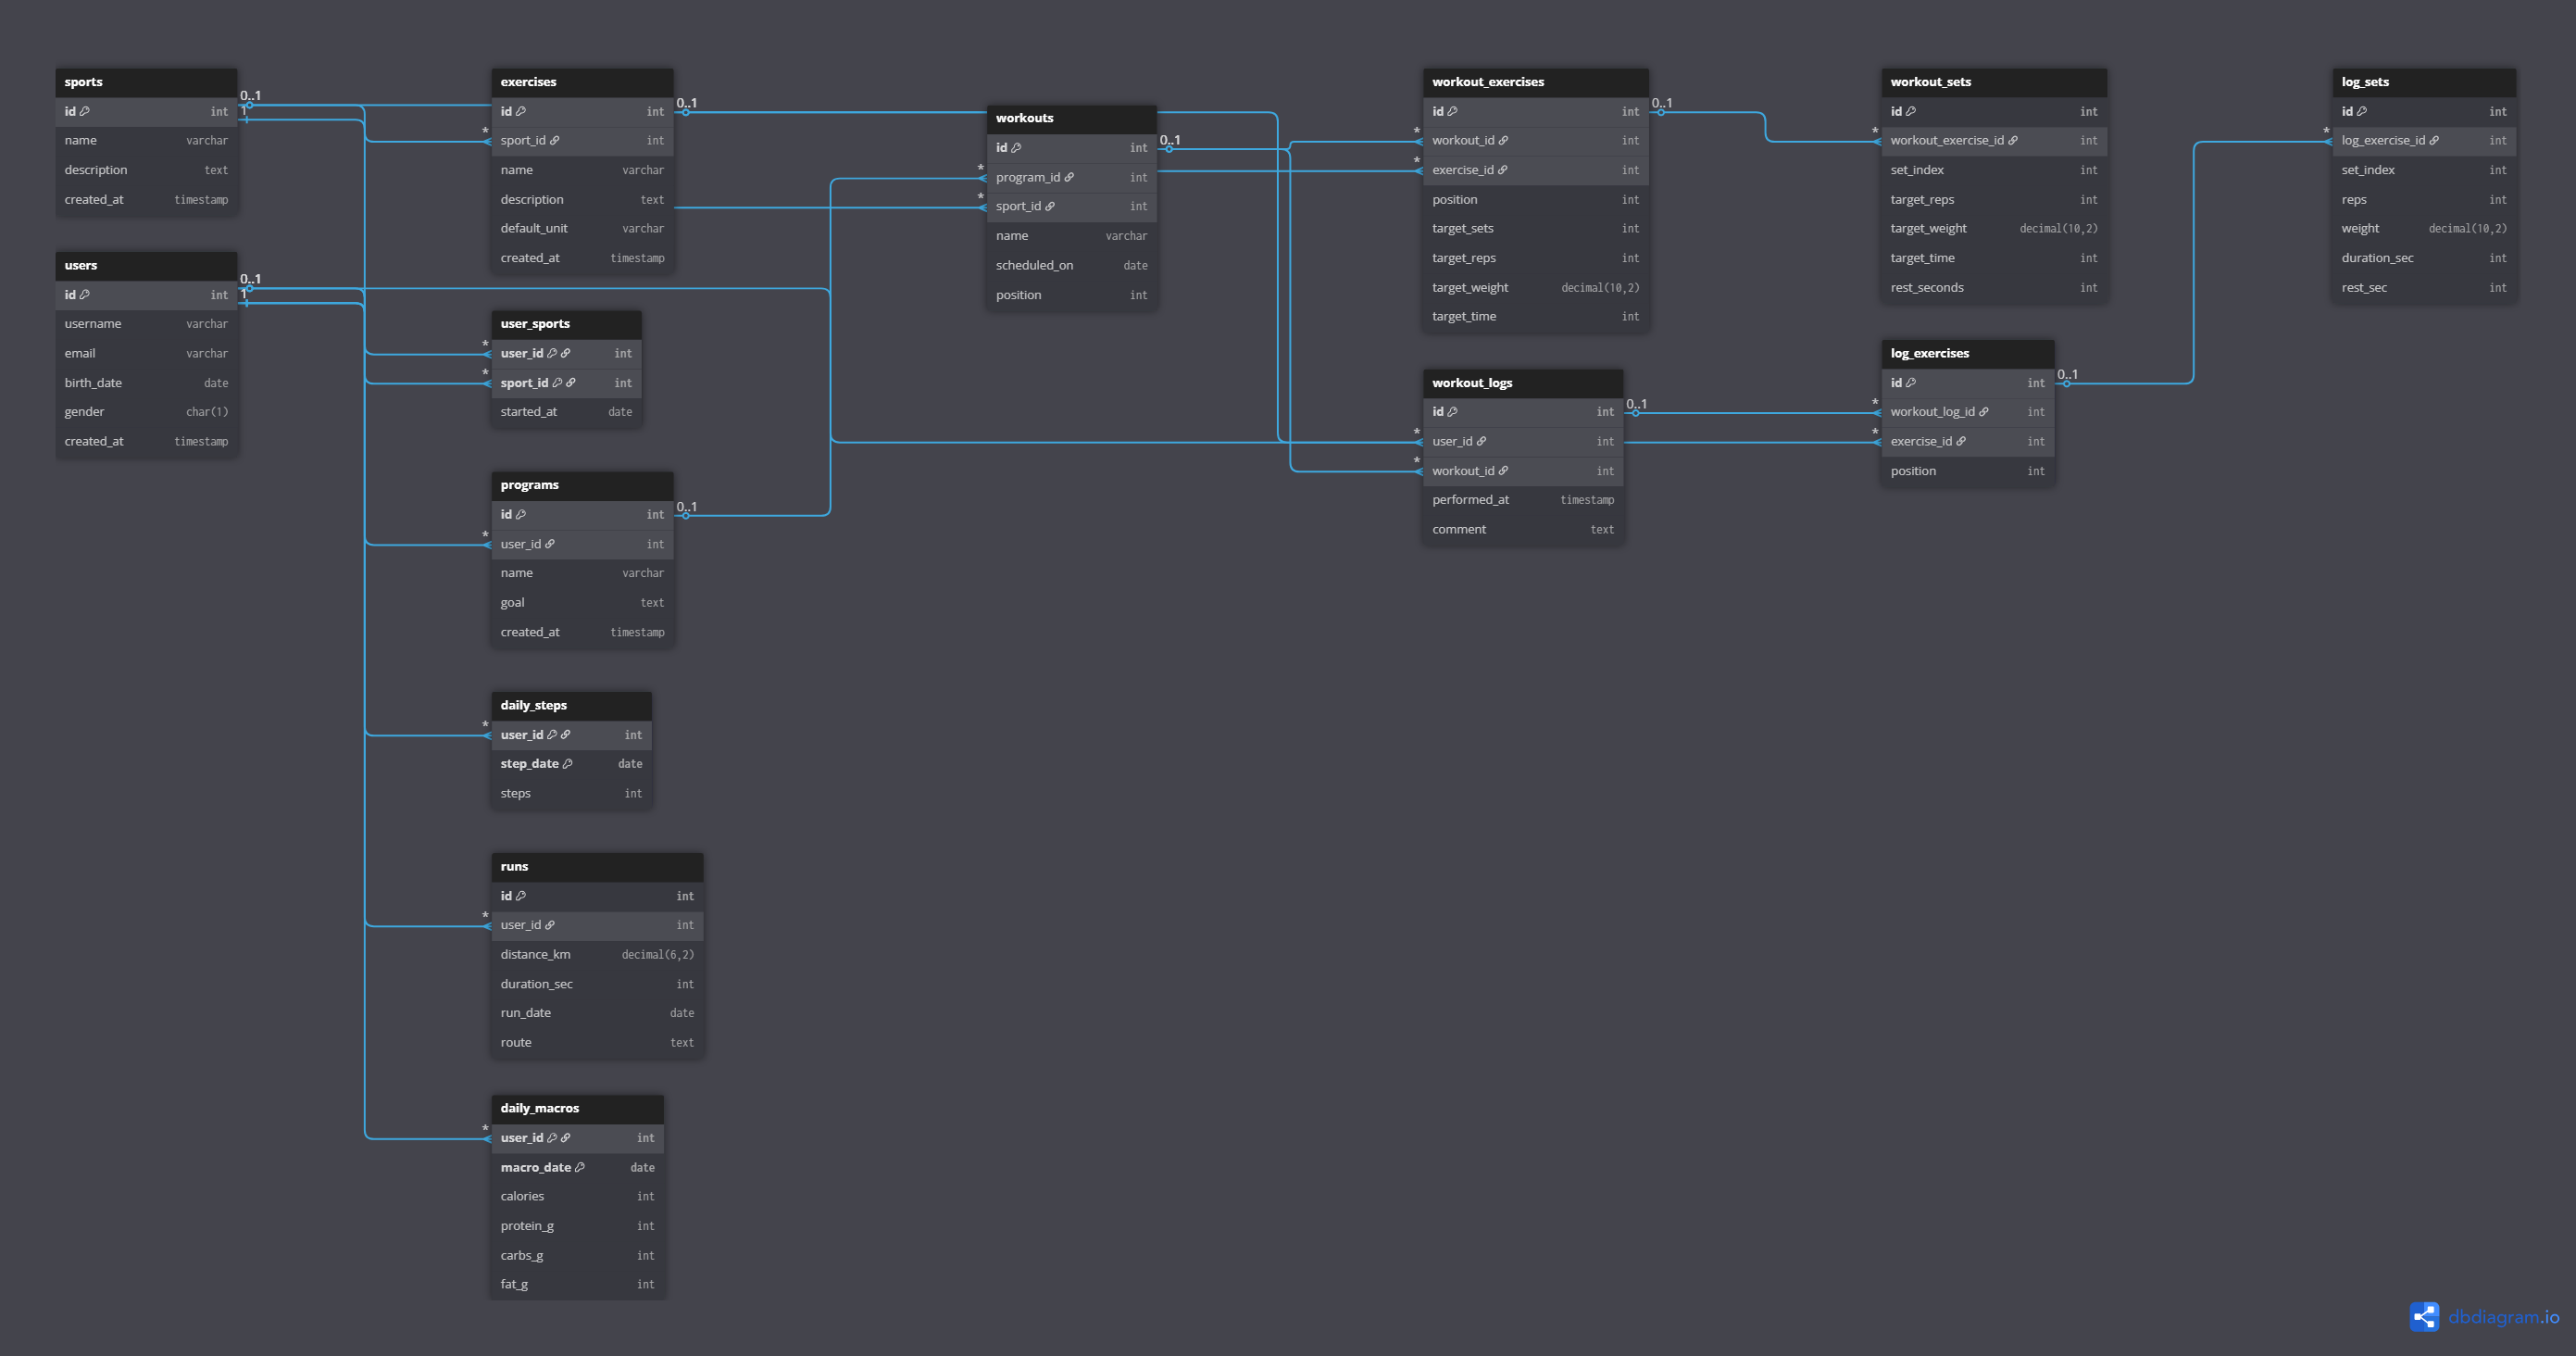 sports
id int
name varchar
description text
created_at timestamp
0..1
1
users
id int
username varchar
email varchar
birth_date date
gender char(1)
created_at timestamp
0..1
1
exercises
id int
* sport_id int
name varchar
description text
default_unit varchar
created_at timestamp
0..1
user_sports
* user_id int
* sport_id int
started_at date
programs
id int
* user_id int
name varchar
goal text
created_at timestamp
0..1
daily_steps
* user_id int
step_date date
steps int
runs
id int
* user_id int
distance_km decimal(6,2)
duration_sec int
run_date date
route text
daily_macros
* user_id int
macro_date date
calories int
protein_g int
carbs_g int
fat_g int
workouts
id int
* program_id int
* sport_id int
name varchar
scheduled_on date
position int
0..1
workout_exercises
id int
* workout_id int
* exercise_id int
position int
target_sets int
target_reps int
target_weight decimal(10,2)
target_time int
0..1
workout_logs
id int
* user_id int
* workout_id int
performed_at timestamp
comment text
0..1
workout_sets
id int
* workout_exercise_id int
set_index int
target_reps int
target_weight decimal(10,2)
target_time int
rest_seconds int
log_exercises
id int
* workout_log_id int
* exercise_id int
position int
0..1
log_sets
id int
* log_exercise_id int
set_index int
reps int
weight decimal(10,2)
duration_sec int
rest_sec int
dbdiagram.io